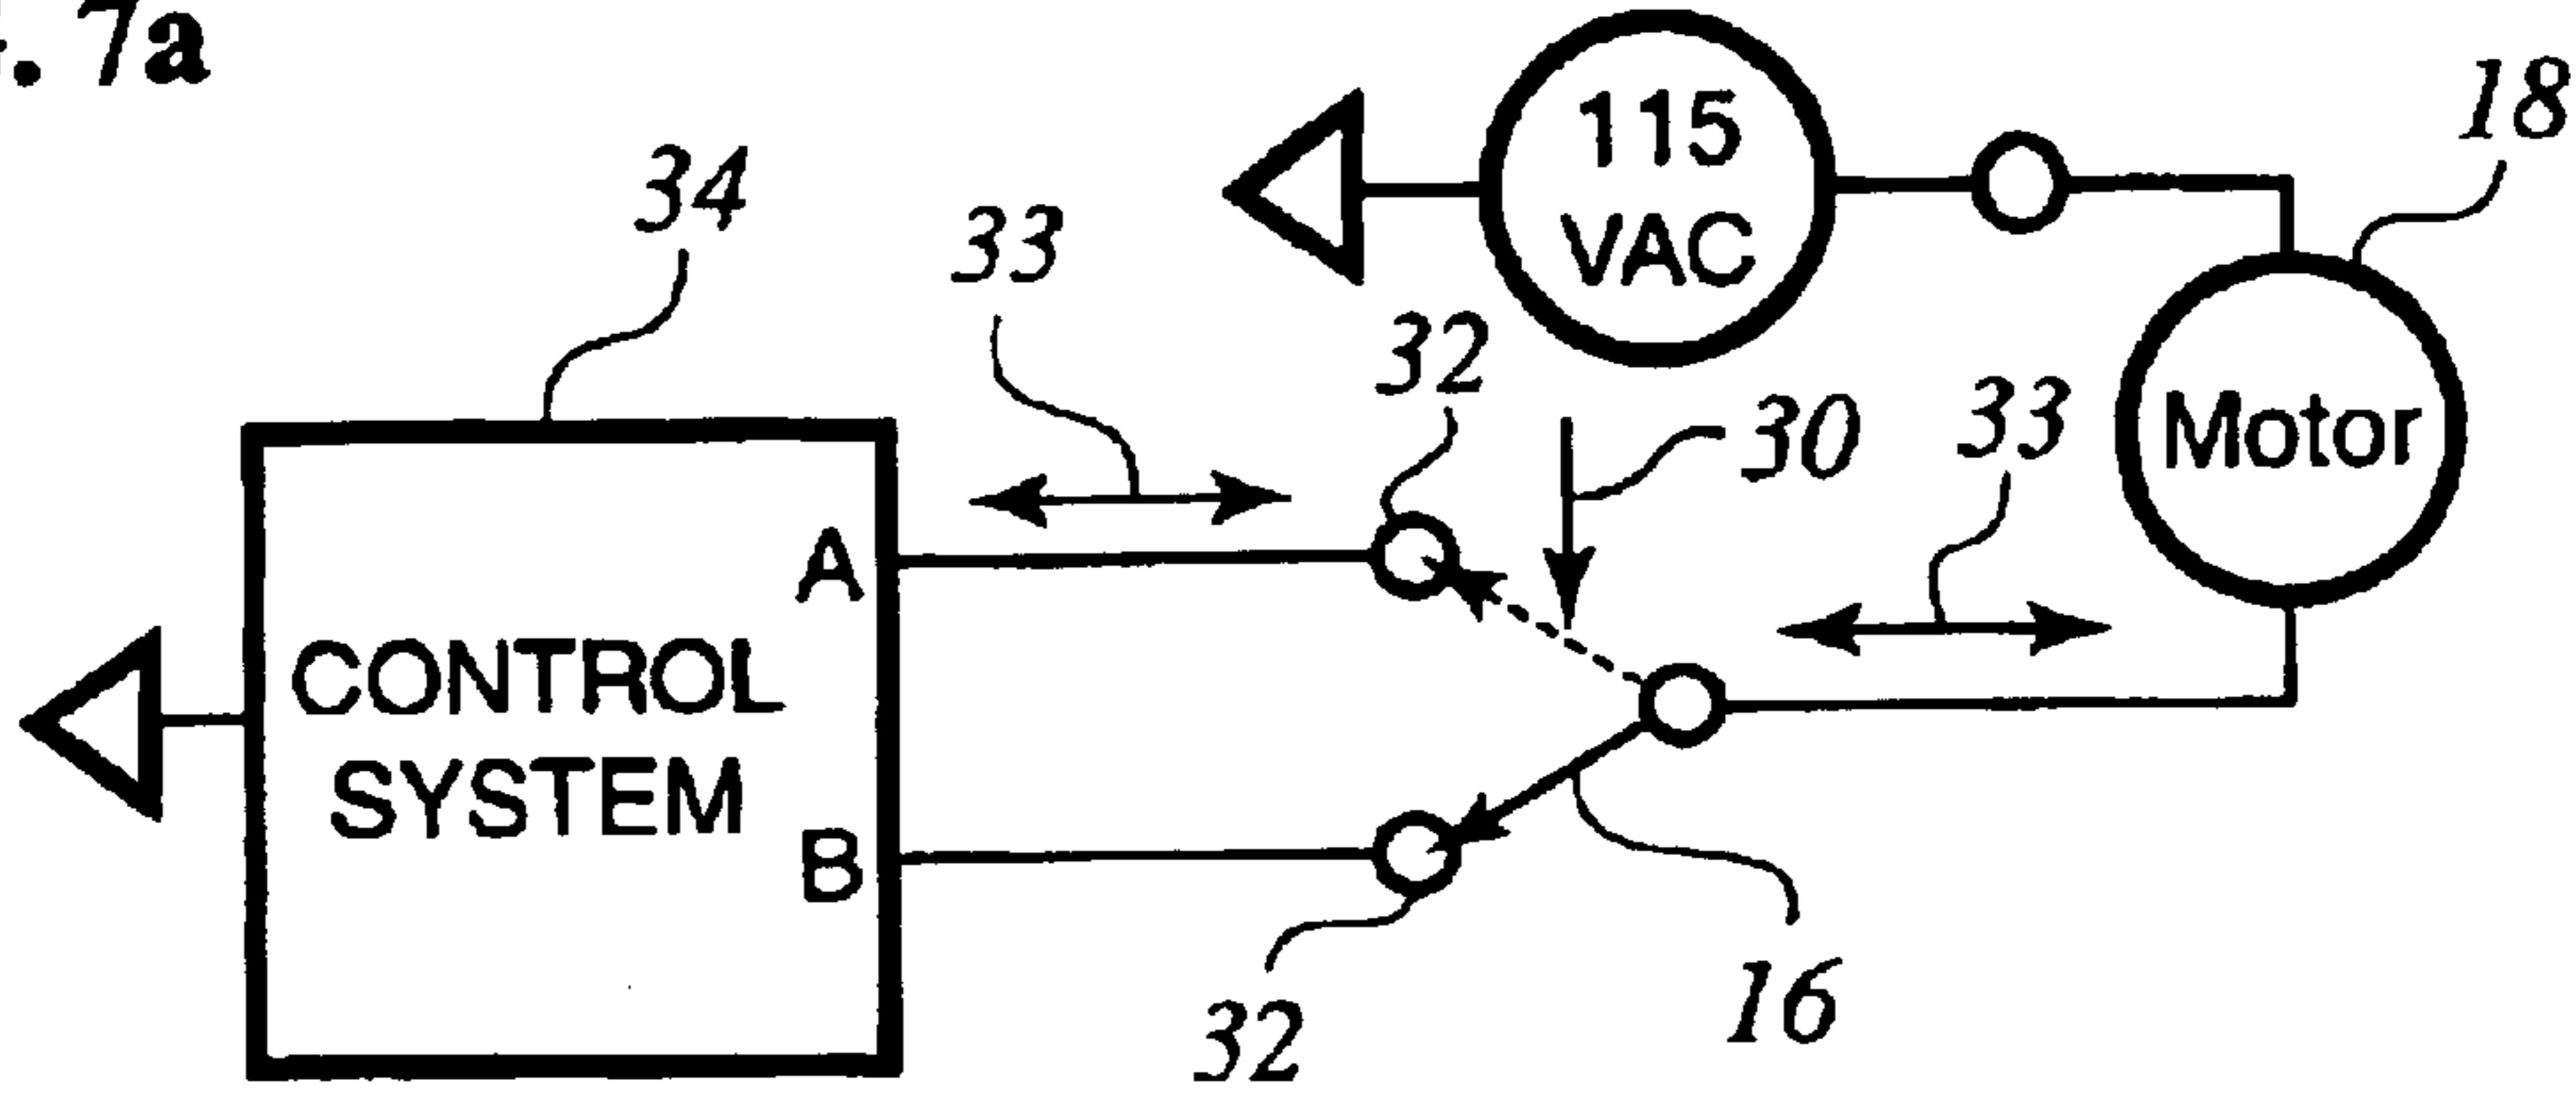 . 7a
115
VAC
18
34
33
32
30
33
Motor
A
CONTROL
SYSTEM
B
16
32